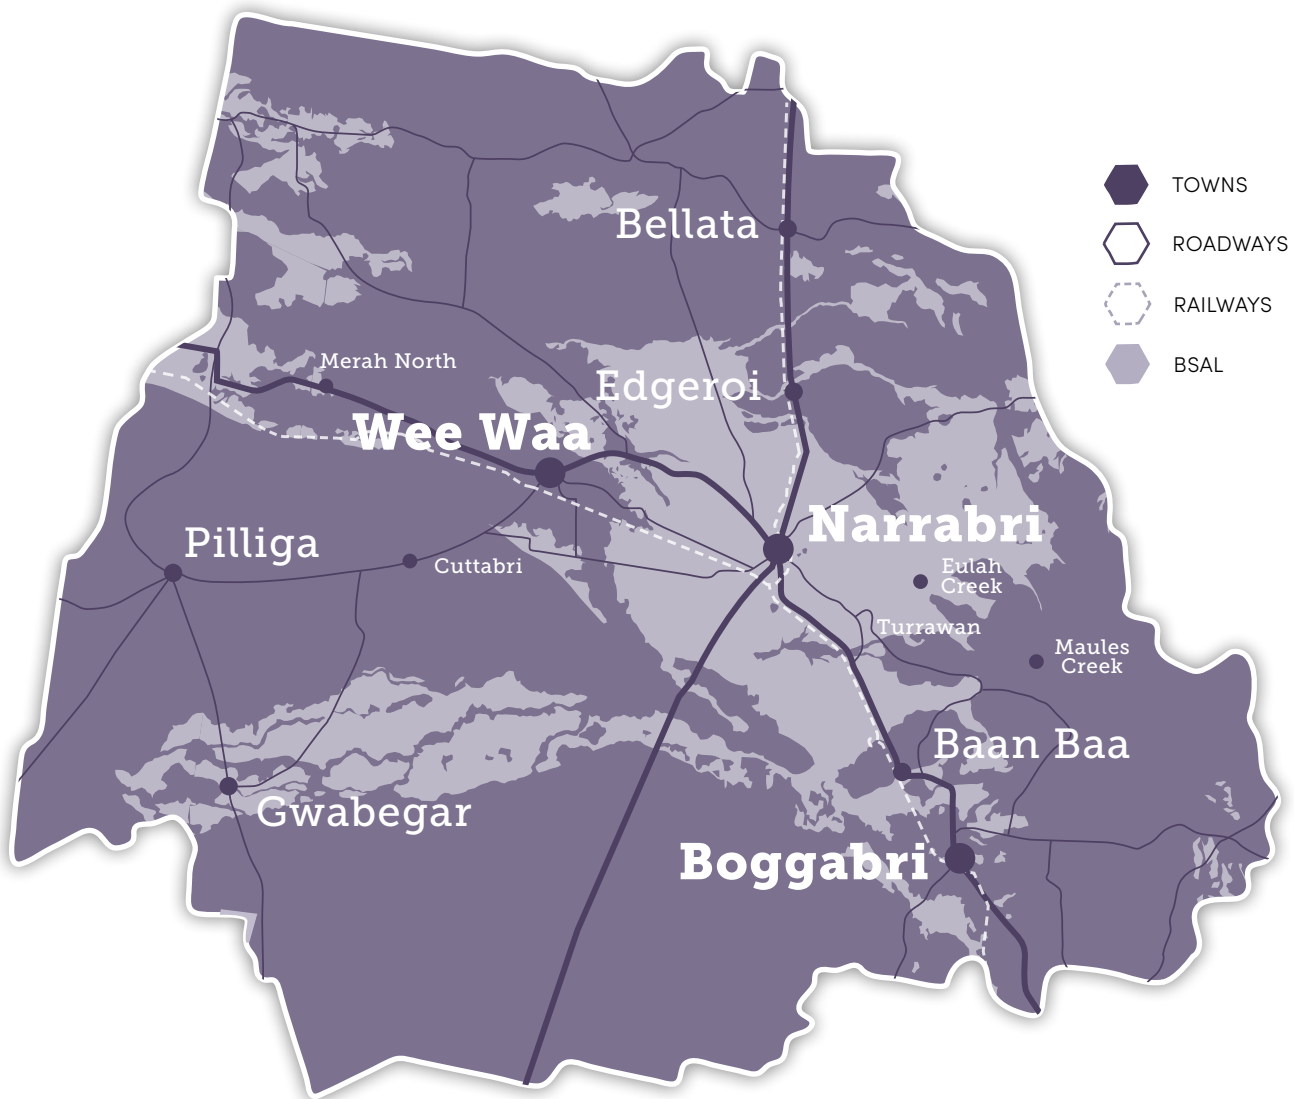 TOWNS
ROADWAYS
RAILWAYS
BSAL
Bellata
Merah North
Edgeroi
Wee Waa
Narrabri
Pilliga
Cuttabri
Eulah
Creek
Turrawan
Maules
Creek
Baan Baa
Gwabegar
Boggabri